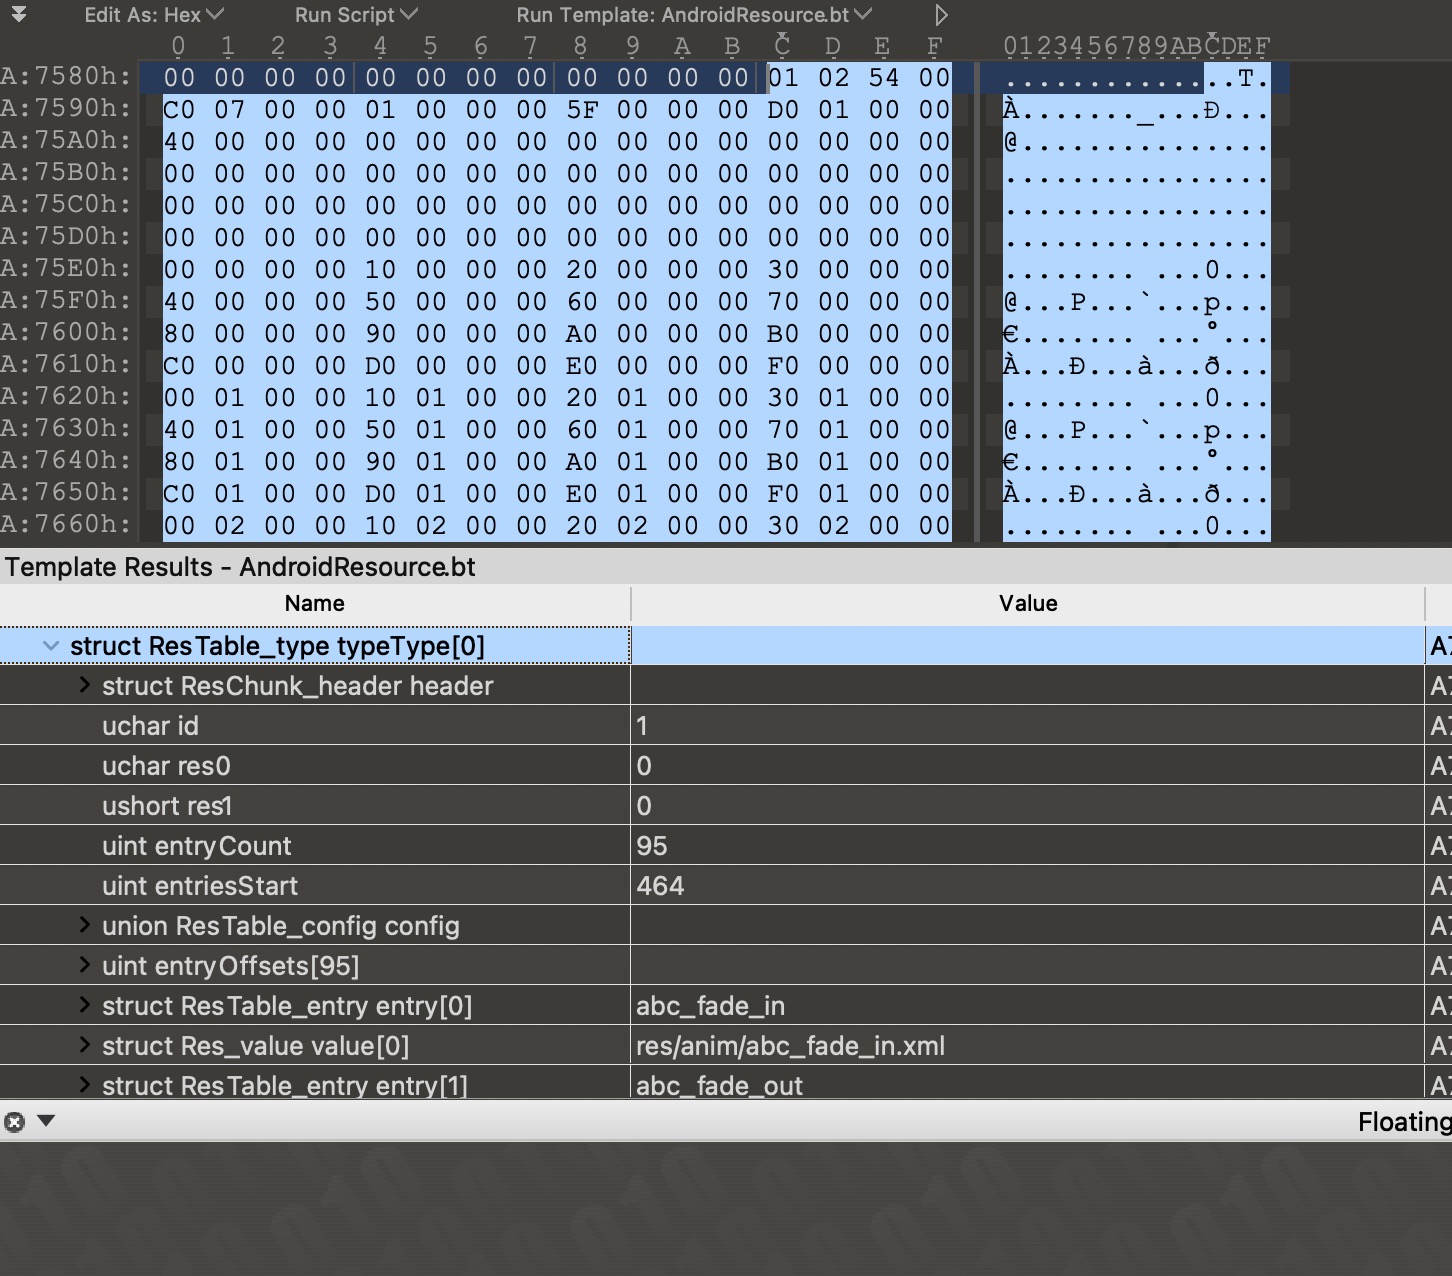 Edit As: Hex Run Script Run Template: AndroidResource.bt
0 1 2 3 4 5 6 7 8 9 A B C D E F 0123456789ABCDEF
A:7580h: 00 00 00 00 00 00 00 00 00 00 00 00 01 02 54 00 ..............T.
A:7590h: C0 07 00 00 01 00 00 00 5F 00 00 00 D0 01 00 00 À......._...Ð...
A:75A0h: 40 00 00 00 00 00 00 00 00 00 00 00 00 00 00 00 @...............
A:75B0h: 00 00 00 00 00 00 00 00 00 00 00 00 00 00 00 00 ................
A:75C0h: 00 00 00 00 00 00 00 00 00 00 00 00 00 00 00 00 ................
A:75D0h: 00 00 00 00 00 00 00 00 00 00 00 00 00 00 00 00 ................
A:75E0h: 00 00 00 00 10 00 00 00 20 00 00 00 30 00 00 00 ........ ...0...
A:75F0h: 40 00 00 00 50 00 00 00 60 00 00 00 70 00 00 00 @...P...`...p...
A:7600h: 80 00 00 00 90 00 00 00 A0 00 00 00 B0 00 00 00 €....... ...°...
A:7610h: C0 00 00 00 D0 00 00 00 E0 00 00 00 F0 00 00 00 À...Ð...à...ð...
A:7620h: 00 01 00 00 10 01 00 00 20 01 00 00 30 01 00 00 ........ ...0...
A:7630h: 40 01 00 00 50 01 00 00 60 01 00 00 70 01 00 00 @...P...`...p...
A:7640h: 80 01 00 00 90 01 00 00 A0 01 00 00 B0 01 00 00 €....... ...°...
A:7650h: C0 01 00 00 D0 01 00 00 E0 01 00 00 F0 01 00 00 À...Ð...à...ð...
A:7660h: 00 02 00 00 10 02 00 00 20 02 00 00 30 02 00 00 ........ ...0...
Template Results - AndroidResource.bt
Name Value
struct ResTable_type typeType[0] A7
struct ResChunk_header header A7
uchar id 1 A7
uchar res0 0 A7
ushort res1 0 A7
uint entryCount 95 A7
uint entriesStart 464 A7
union ResTable_config config A7
uint entryOffsets[95] A7
struct ResTable_entry entry[0] abc_fade_in A7
struct Res_value value[0] res/anim/abc_fade_in.xml A7
struct ResTable_entry entry[1] abc_fade_out A7
Floating